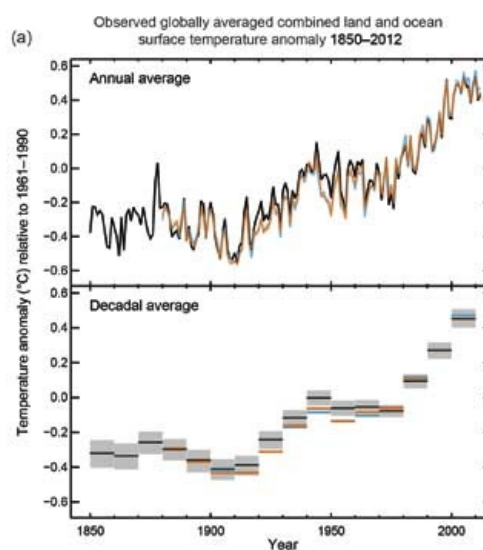 Observed globally averaged combined land and ocean
(a) surface temperature anomaly 1850–2012
Temperature anomaly (°C) relative to 1961–1990
Annual average
0.6
0.4
0.2
0.0
−0.2
−0.4
−0.6
Decadal average
0.6
0.4
0.2
0.0
−0.2
−0.4
−0.6
1850 1900 1950 2000
Year